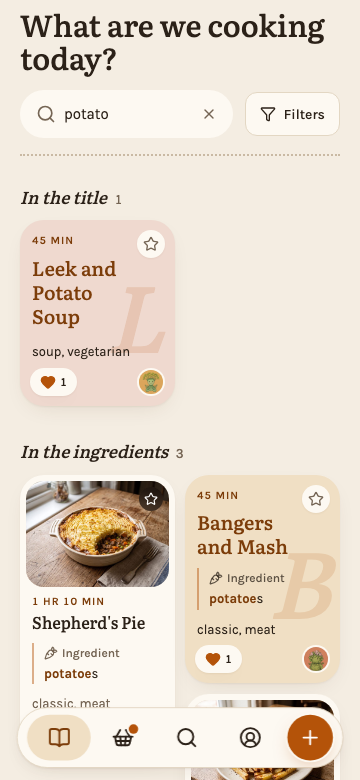 What are we cooking
today?
potato
Filters
In the title 1
45 MIN
Leek and
Potato
Soup
L
soup, vegetarian
1
In the ingredients 3
1 HR 10 MIN
Shepherd's Pie
Ingredient
potatoes
classic, meat
45 MIN
Bangers
and Mash
B
Ingredient
potatoes
classic, meat
1